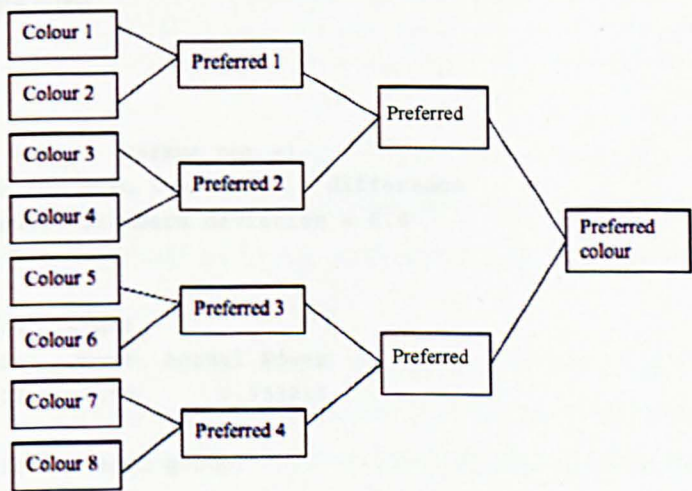 Colour 1
Colour 2
Colour 3
Colour 4
Colour 5
Colour 6
Colour 7
Colour 8
Preferred 1
Preferred 2
Preferred 3
Preferred 4
Preferred
Preferred
Preferred
colour